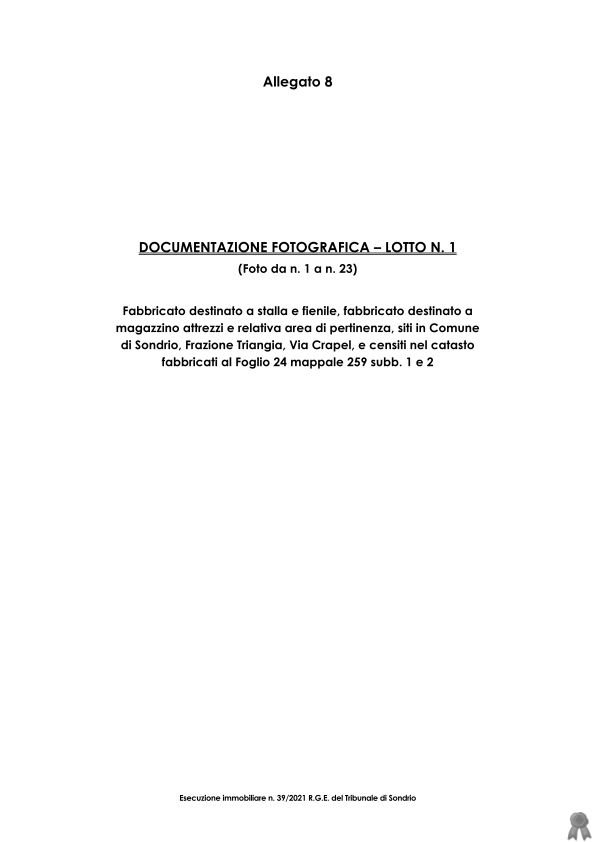 Allegato 8
DOCUMENTAZIONE FOTOGRAFICA – LOTTO N. 1
(Foto da n. 1 a n. 23)
Fabbricato destinato a stalla e fienile, fabbricato destinato a
magazzino attrezzi e relativa area di pertinenza, siti in Comune
di Sondrio, Frazione Triangia, Via Crapel, e censiti nel catasto
fabbricati al Foglio 24 mappale 259 subb. 1 e 2
Esecuzione immobiliare n. 39/2021 R.G.E. del Tribunale di Sondrio